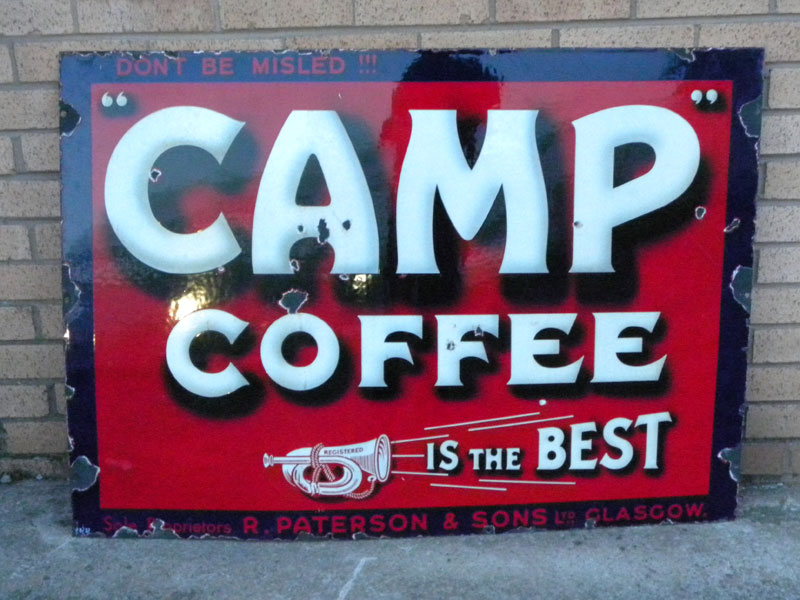 DON'T BE MISLED !!!
"CAMP"
COFFEE
REGISTERED
IS THE BEST
Sole Proprietors R. PATERSON & SONS LTD GLASGOW.